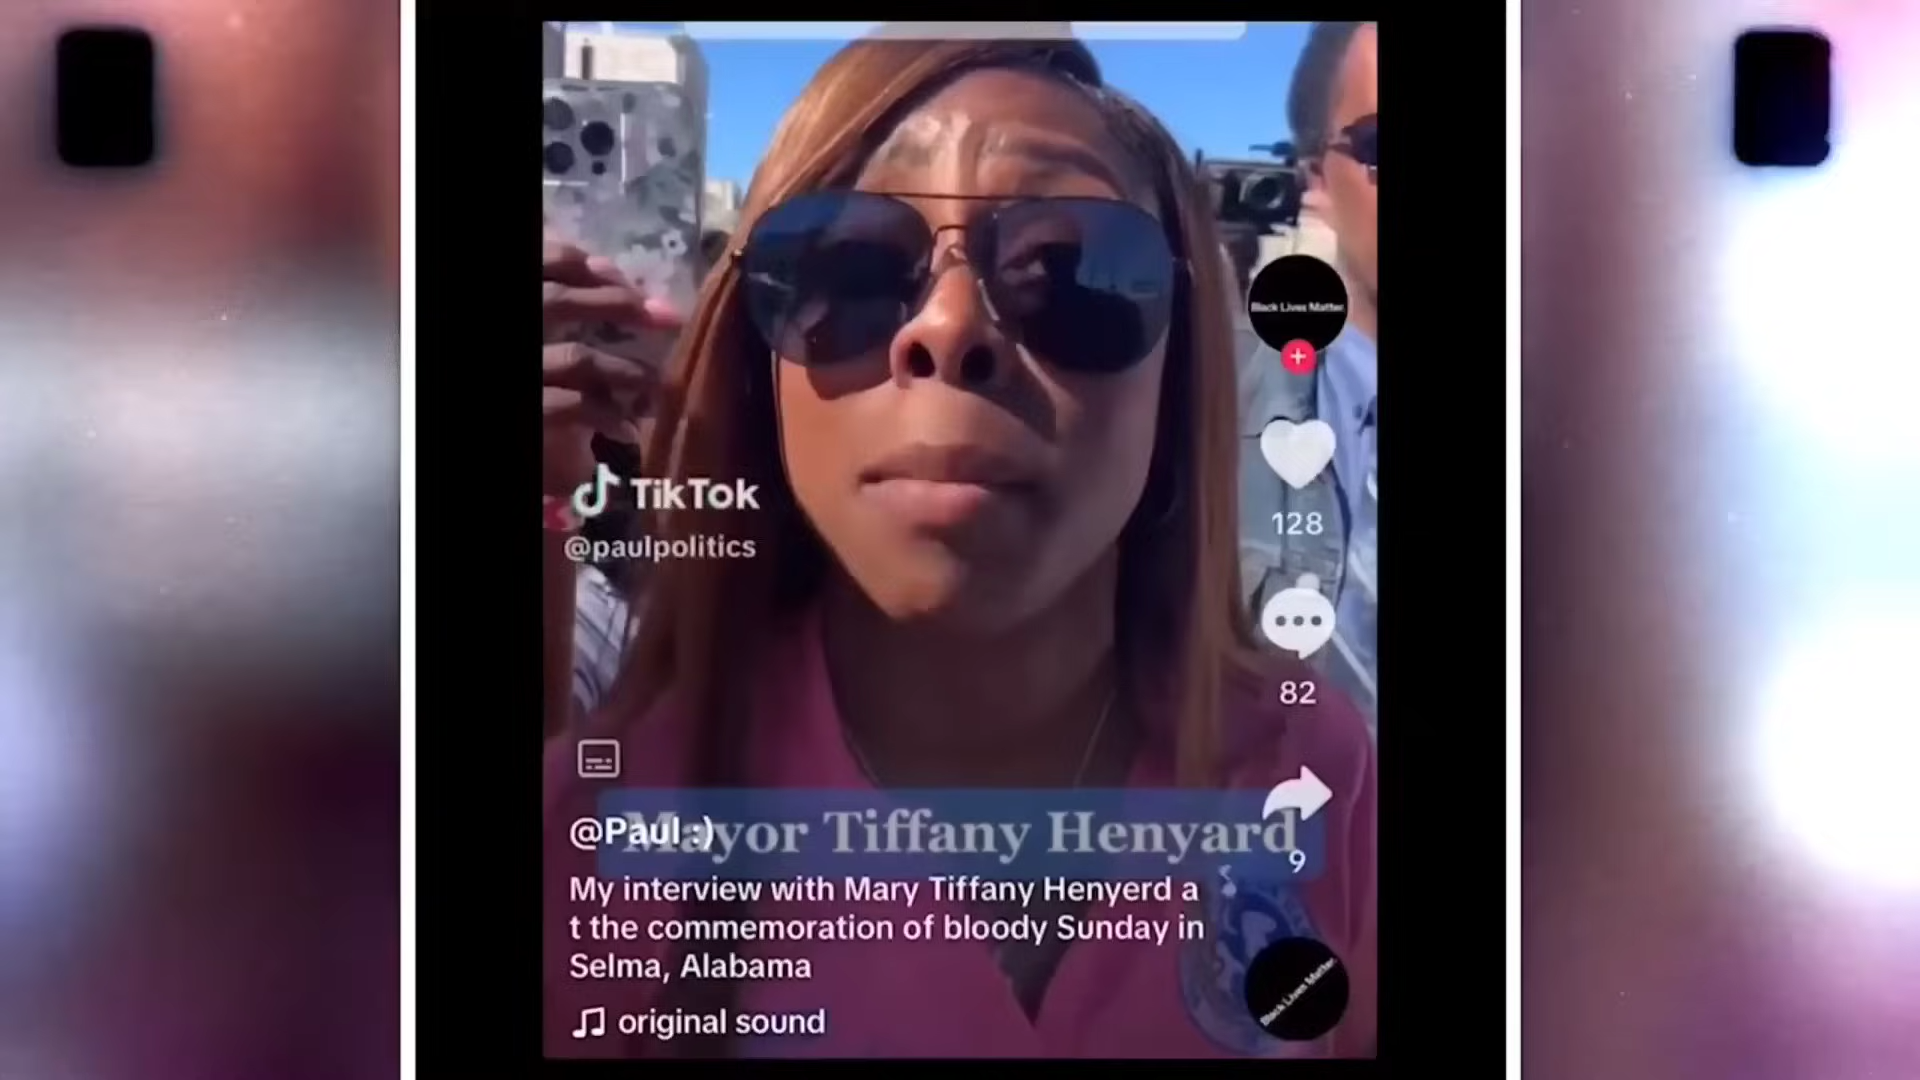 Black Lives Matter.
128
TikTok
@paulpolitics
82
Mayor Tiffany Henyard
@Paul :)
9
My interview with Mary Tiffany Henyerd a
t the commemoration of bloody Sunday in
Selma, Alabama
Black Lives Matter.
original sound